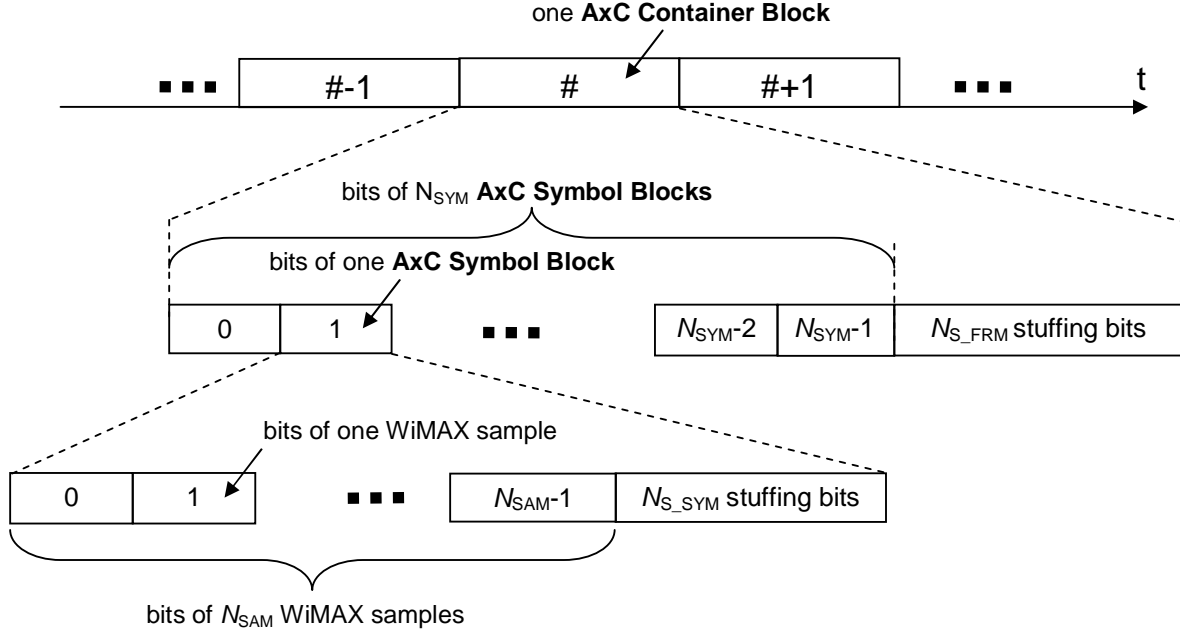 one AxC Container Block
#-1 # #+1 t
bits of NSYM AxC Symbol Blocks
bits of one AxC Symbol Block
0 1 NSYM-2 NSYM-1 NS_FRM stuffing bits
bits of one WiMAX sample
0 1 NSAM-1 NS_SYM stuffing bits
bits of NSAM WiMAX samples